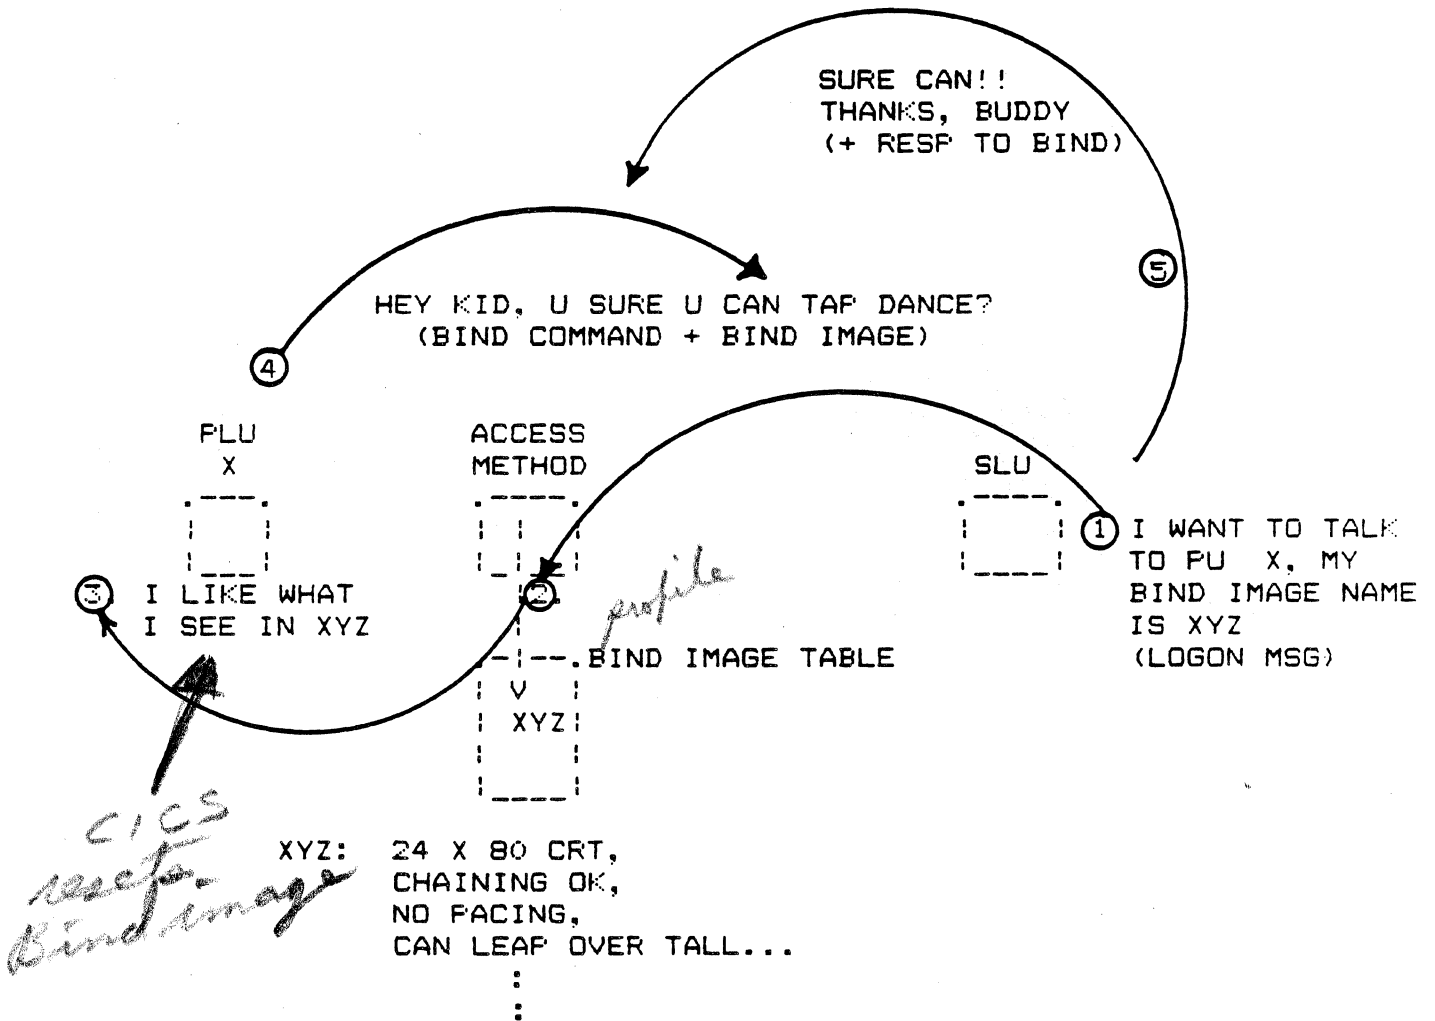 SURE CAN!!
THANKS, BUDDY
(+ RESP TO BIND)
5
HEY KID, U SURE U CAN TAP DANCE?
(BIND COMMAND + BIND IMAGE)
4
PLU
X
ACCESS
METHOD
SLU
1
I WANT TO TALK
TO PU X, MY
BIND IMAGE NAME
IS XYZ
(LOGON MSG)
3
I LIKE WHAT
I SEE IN XYZ
2
profile
BIND IMAGE TABLE
V
XYZ
CICS
Bind image
XYZ: 24 X 80 CRT,
CHAINING OK,
NO PACING,
CAN LEAP OVER TALL...